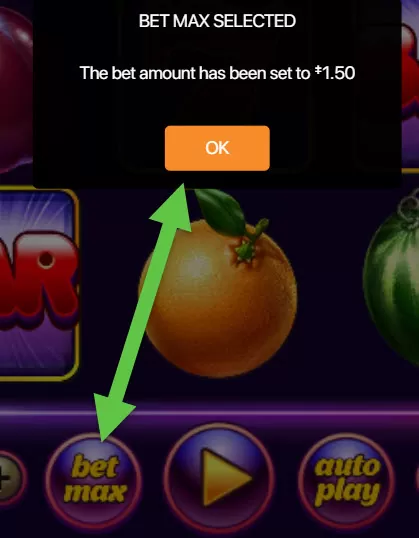 BET MAX SELECTED
The bet amount has been set to ‡1.50
OK
AR
bet
max
auto
play